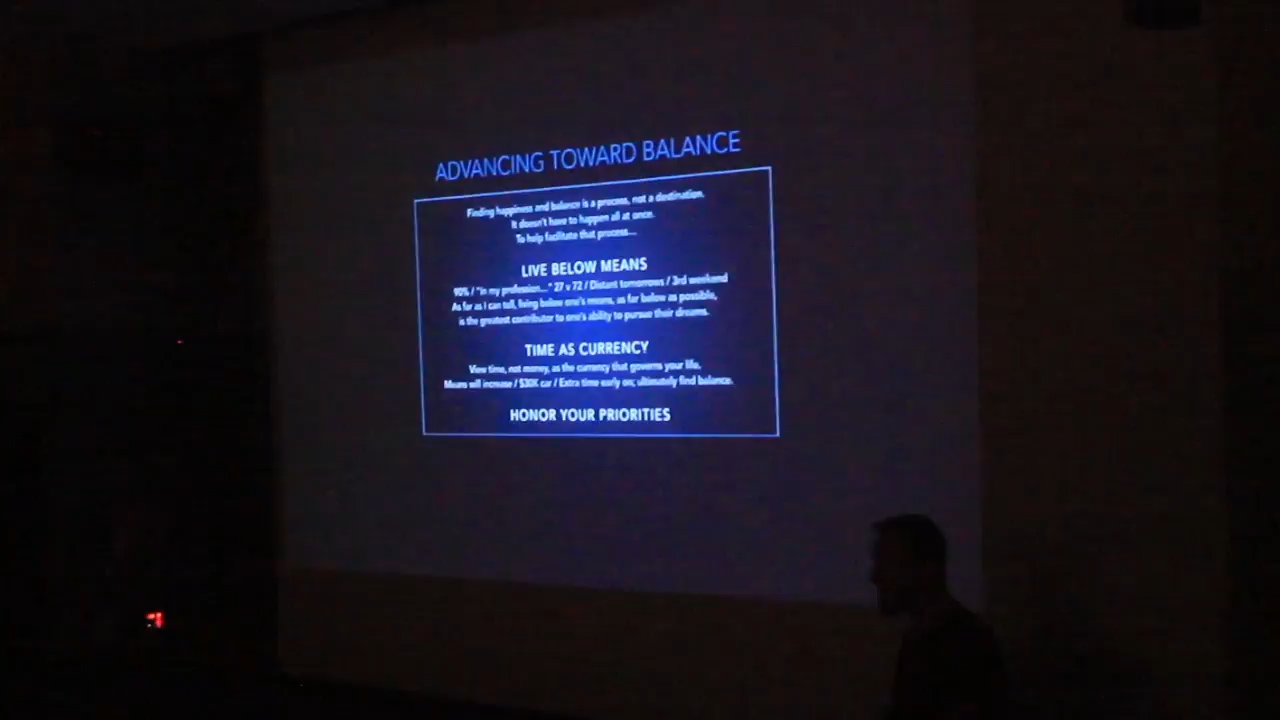 ADVANCING TOWARD BALANCE
Finding happiness and balance is a process, not a destination.
It doesn't have to happen all at once.
To help facilitate that process...
LIVE BELOW MEANS
90% / "In my profession..." 27 v 72 / Distant tomorrows / 3rd weekend
As far as I can tell, living below one's means, as far below as possible,
is the greatest contributor to one's ability to pursue their dreams.
TIME AS CURRENCY
View time, not money, as the currency that governs your life.
Means will increase / $30K car / Extra time early on; ultimately find balance.
HONOR YOUR PRIORITIES